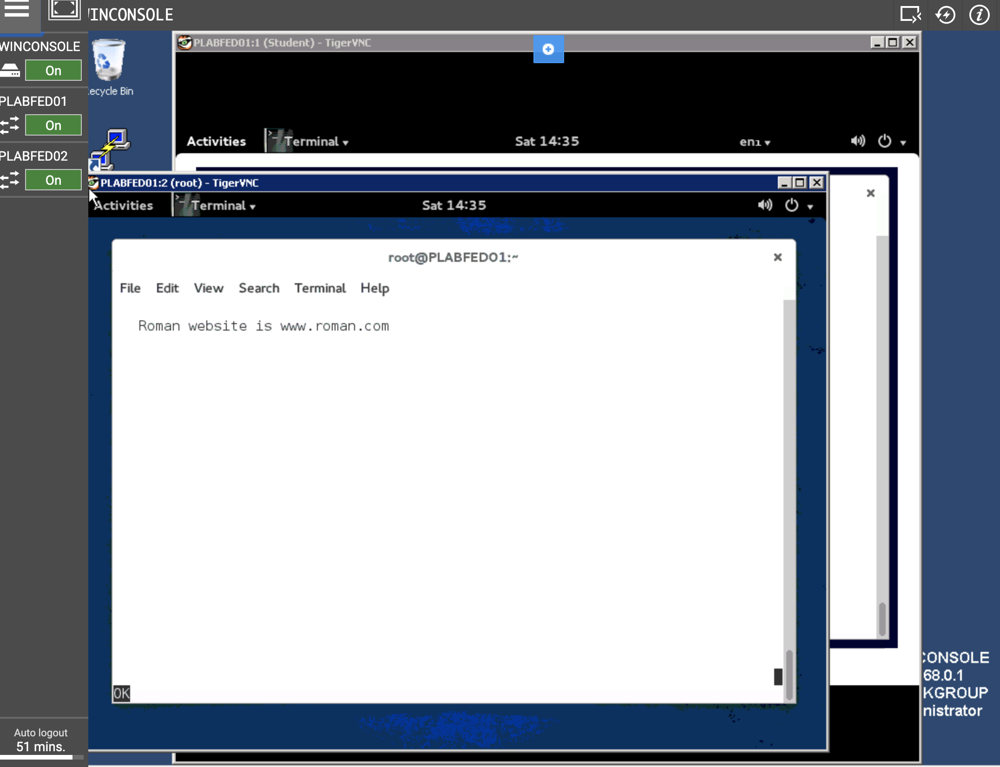 INCONSOLE
WINCONSOLE
On
PLABFED01
On
PLABFED02
On
ecycle Bin
PLABFED01:1 (Student) - TigerVNC
Activities
Terminal
Sat 14:35
en1
PLABFED01:2 (root) - TigerVNC
Activities
Terminal
Sat 14:35
root@PLABFED01:~
File Edit View Search Terminal Help
Roman website is www.roman.com
OK
CONSOLE
68.0.1
KGROUP
nistrator
Auto logout
51 mins.